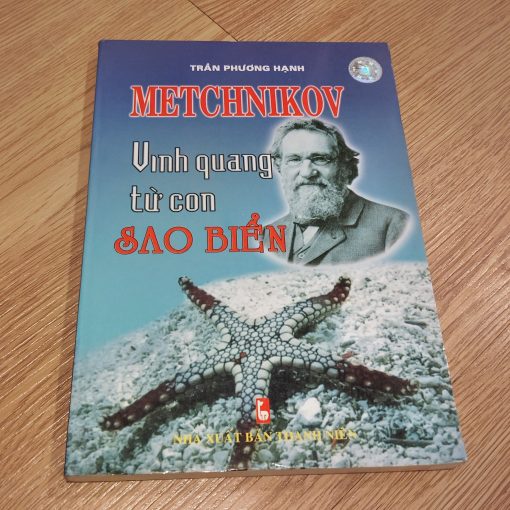 TRẦN PHƯƠNG HẠNH
METCHNIKOV
Vinh quang
từ con
SAO BIỂN
NHÀ XUẤT BẢN THANH NIÊN